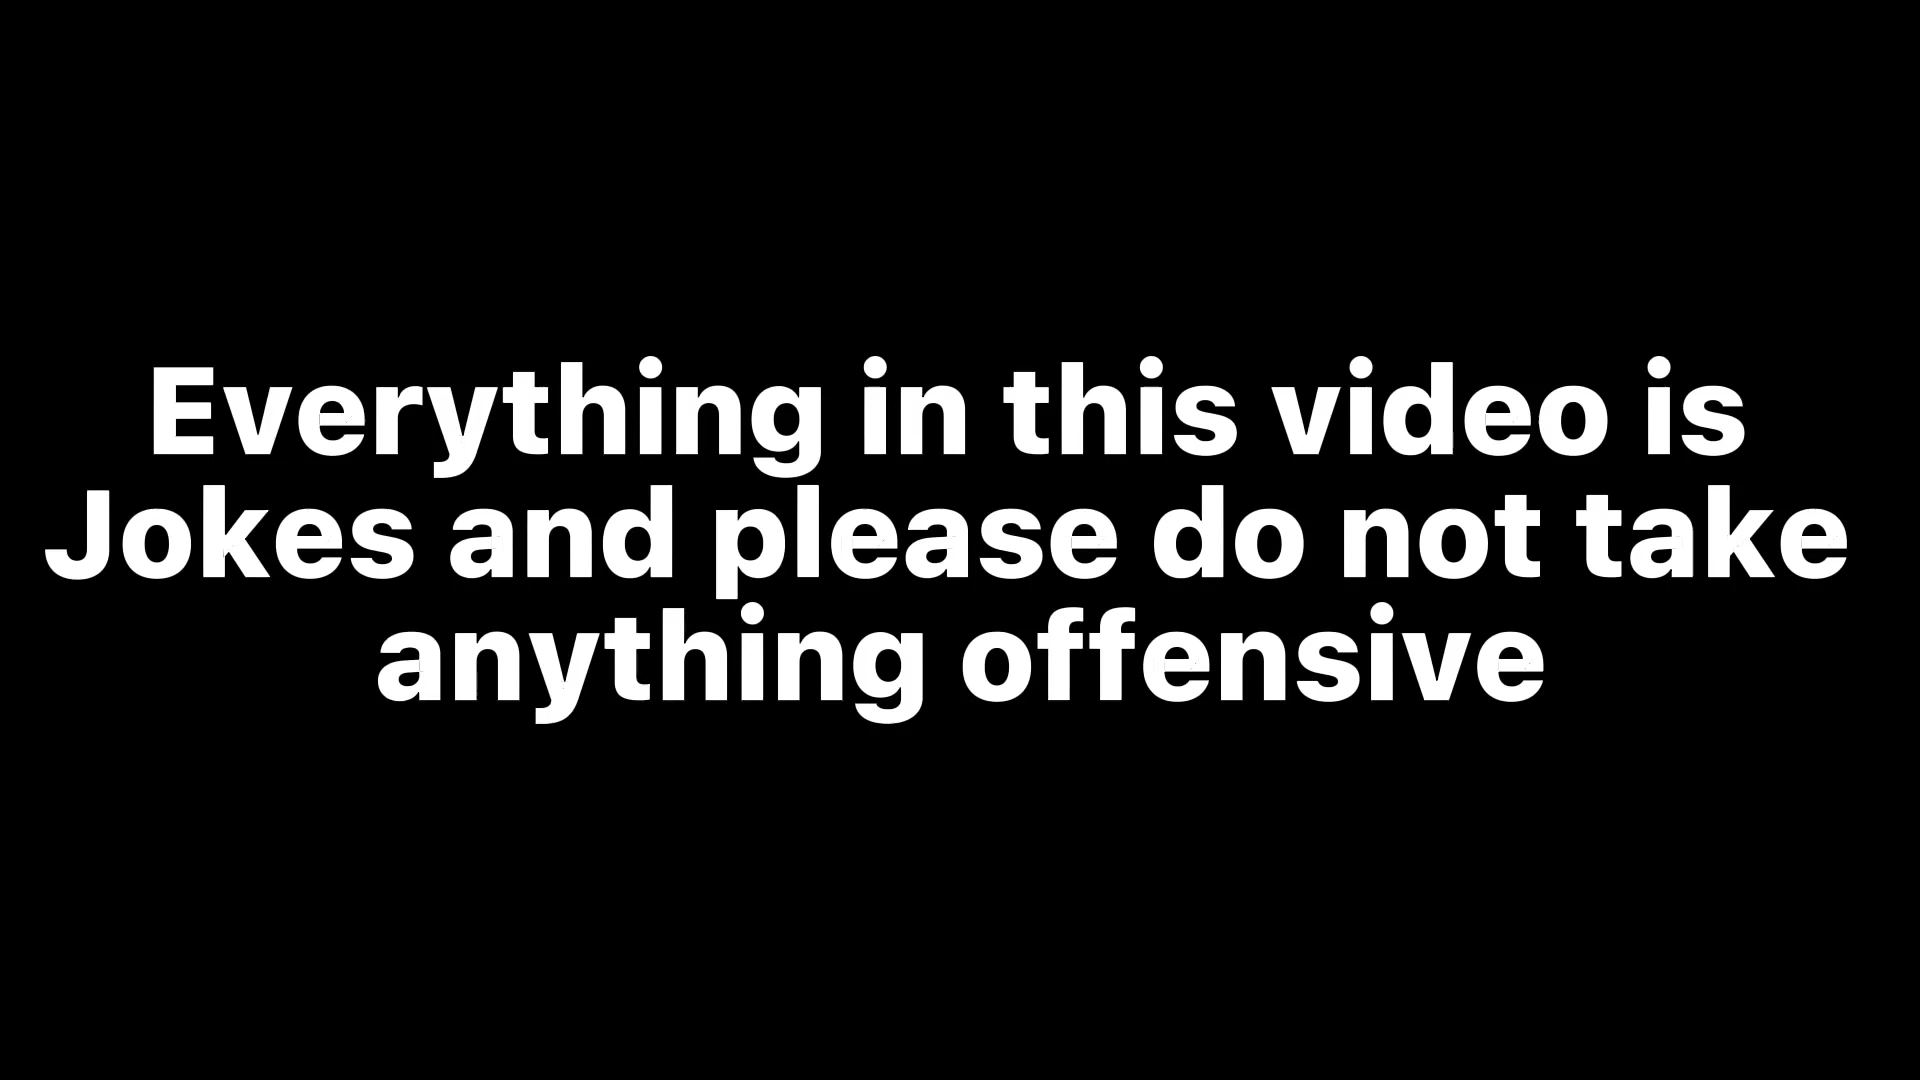 Everything in this video is
Jokes and please do not take
anything offensive